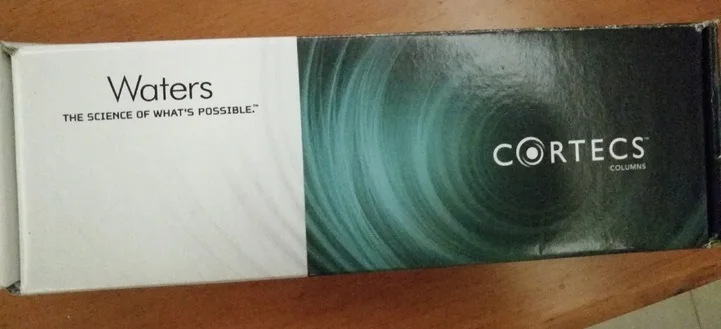 Waters
THE SCIENCE OF WHAT'S POSSIBLE.™
CORTECS™
COLUMNS